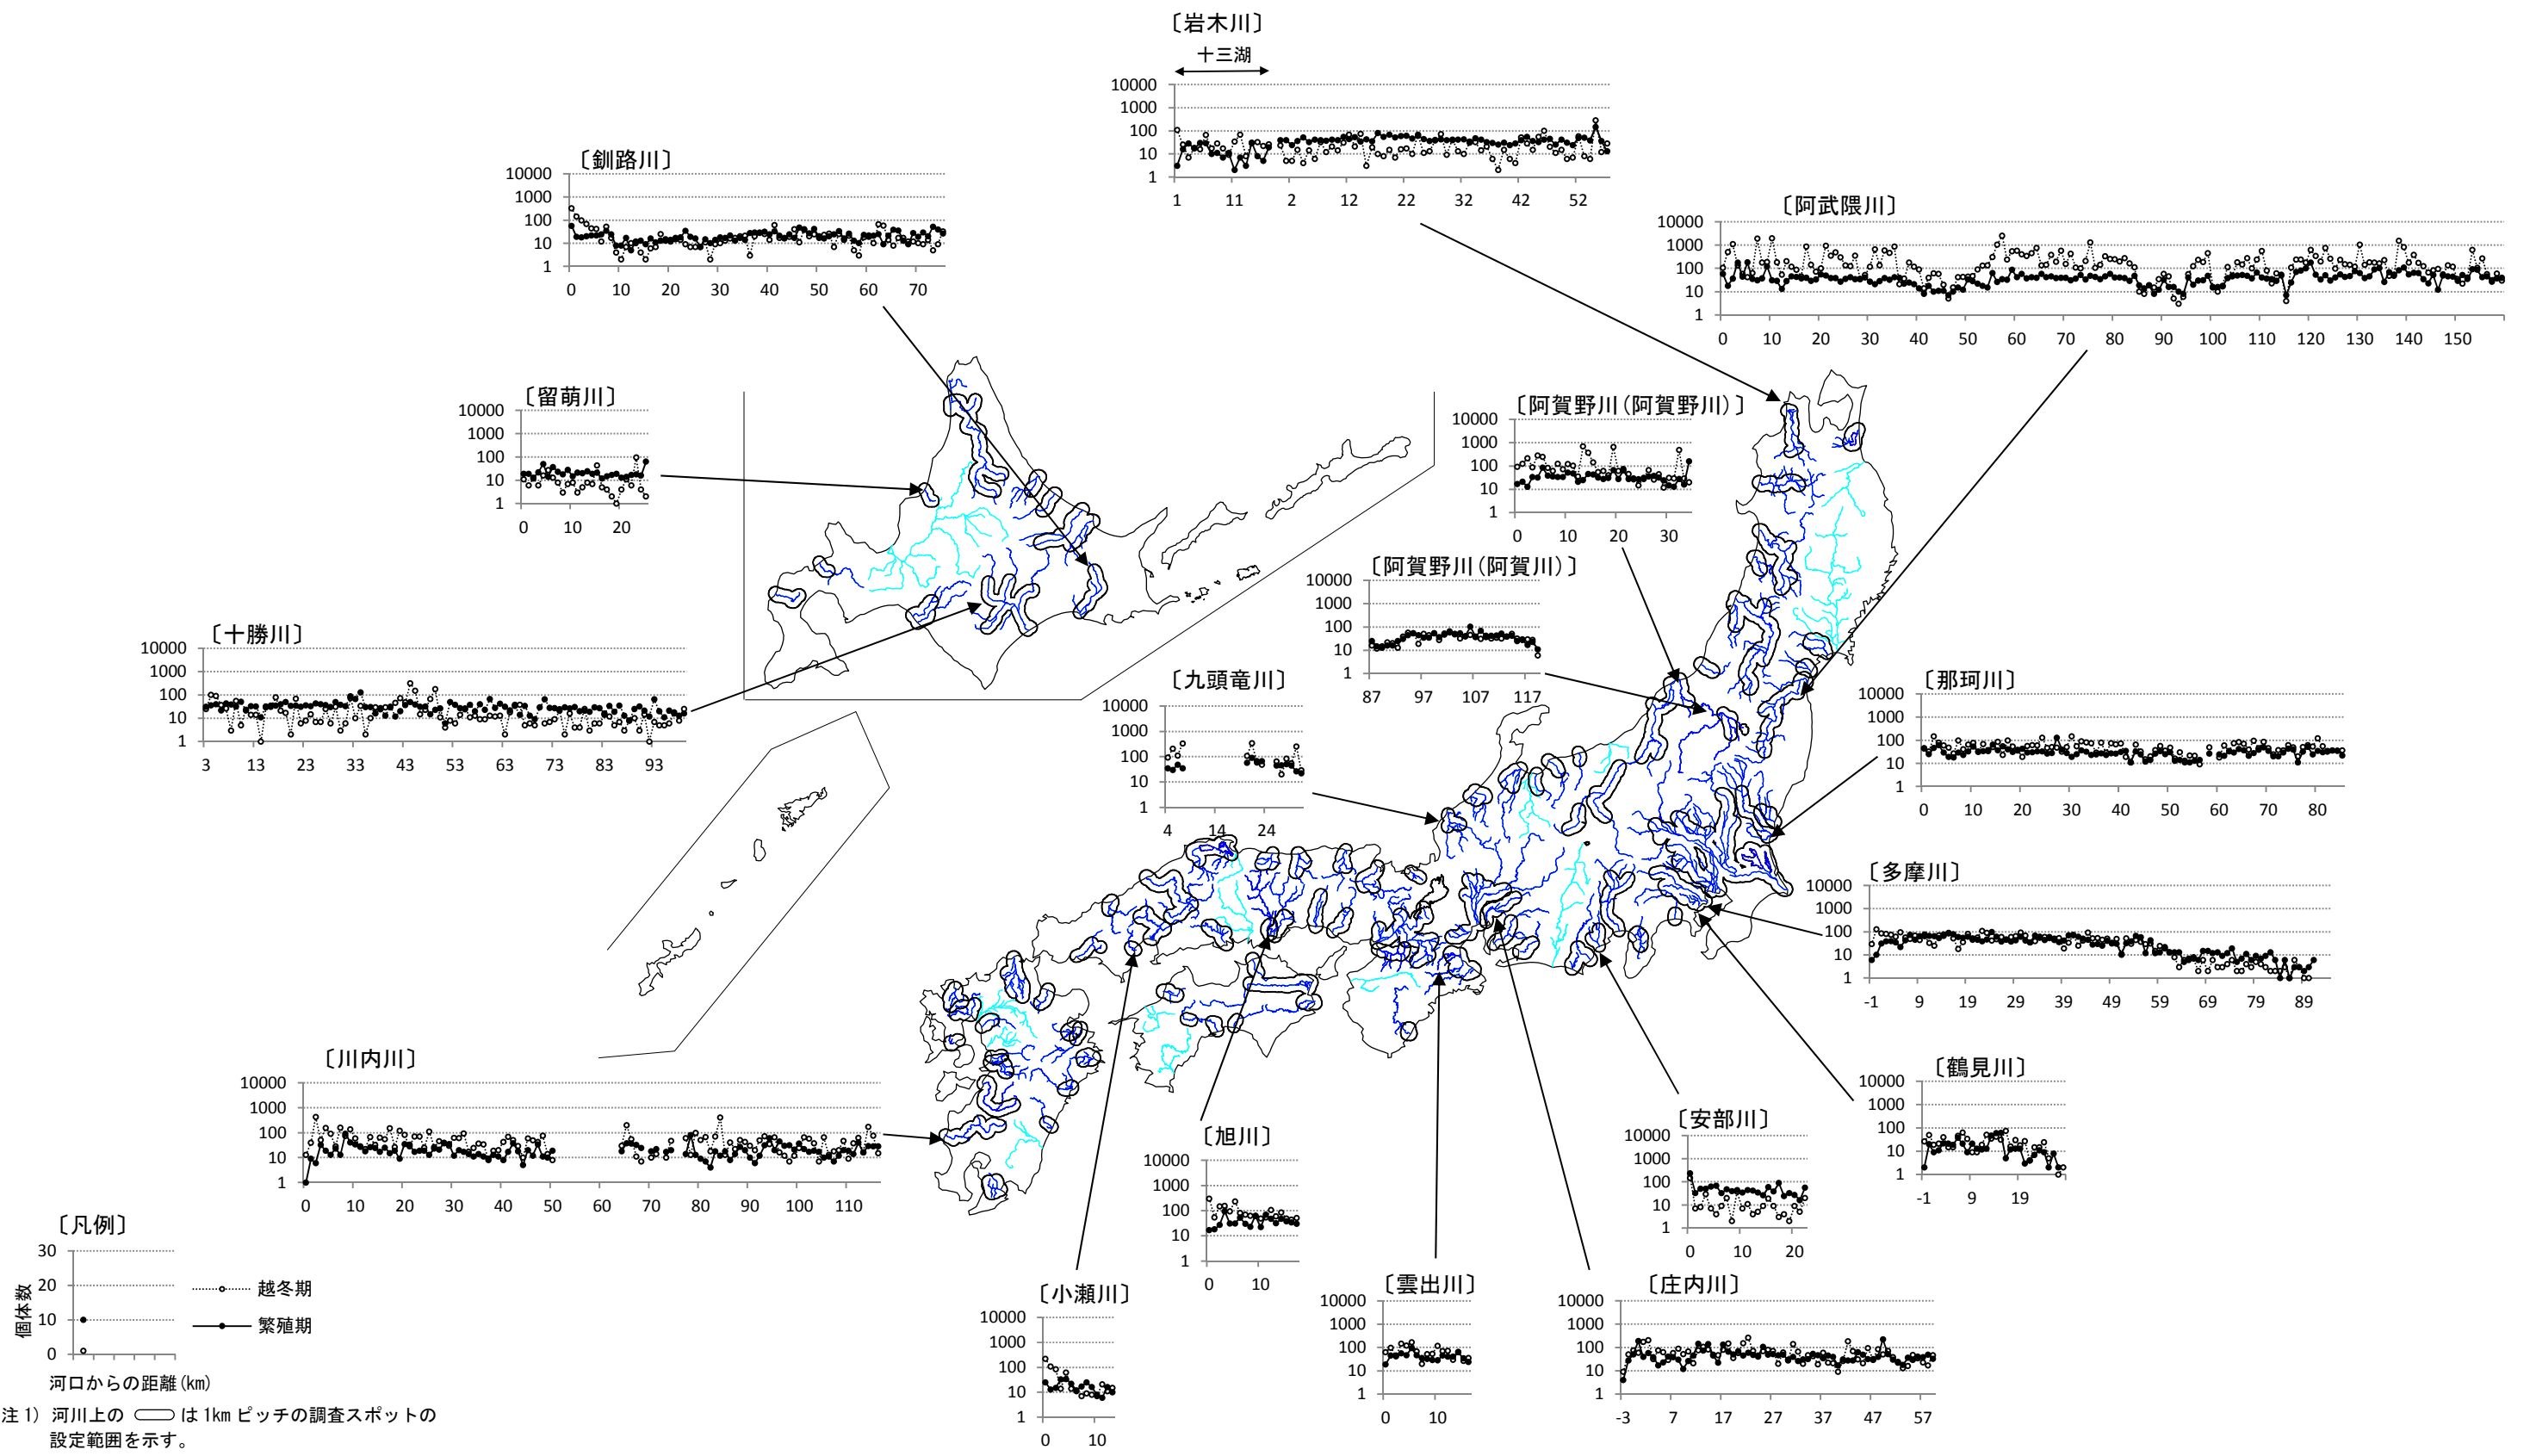 〔岩木川〕
十三湖
10000
1000
100
10
1
1 11 2 12 22 32 42 52
〔釧路川〕
10000
1000
100
10
1
0 10 20 30 40 50 60 70
〔阿武隈川〕
10000
1000
100
10
1
0 10 20 30 40 50 60 70 80 90 100 110 120 130 140 150
〔留萌川〕
10000
1000
100
10
1
0 10 20
〔阿賀野川(阿賀野川)〕
10000
1000
100
10
1
0 10 20 30
〔阿賀野川(阿賀川)〕
10000
1000
100
10
1
87 97 107 117
〔十勝川〕
10000
1000
100
10
1
3 13 23 33 43 53 63 73 83 93
〔九頭竜川〕
10000
1000
100
10
1
4 14 24
〔那珂川〕
10000
1000
100
10
1
0 10 20 30 40 50 60 70 80
〔多摩川〕
10000
1000
100
10
1
-1 9 19 29 39 49 59 69 79 89
〔川内川〕
10000
1000
100
10
1
0 10 20 30 40 50 60 70 80 90 100 110
〔鶴見川〕
10000
1000
100
10
1
-1 9 19
〔安部川〕
10000
1000
100
10
1
0 10 20
〔旭川〕
10000
1000
100
10
1
0 10
〔小瀬川〕
10000
1000
100
10
1
0 10
〔雲出川〕
10000
1000
100
10
1
0 10
〔庄内川〕
10000
1000
100
10
1
-3 7 17 27 37 47 57
〔凡例〕
30
20
10
0
個体数
越冬期
繁殖期
河口からの距離(km)
注1) 河川上の は1kmピッチの調査スポットの
設定範囲を示す。